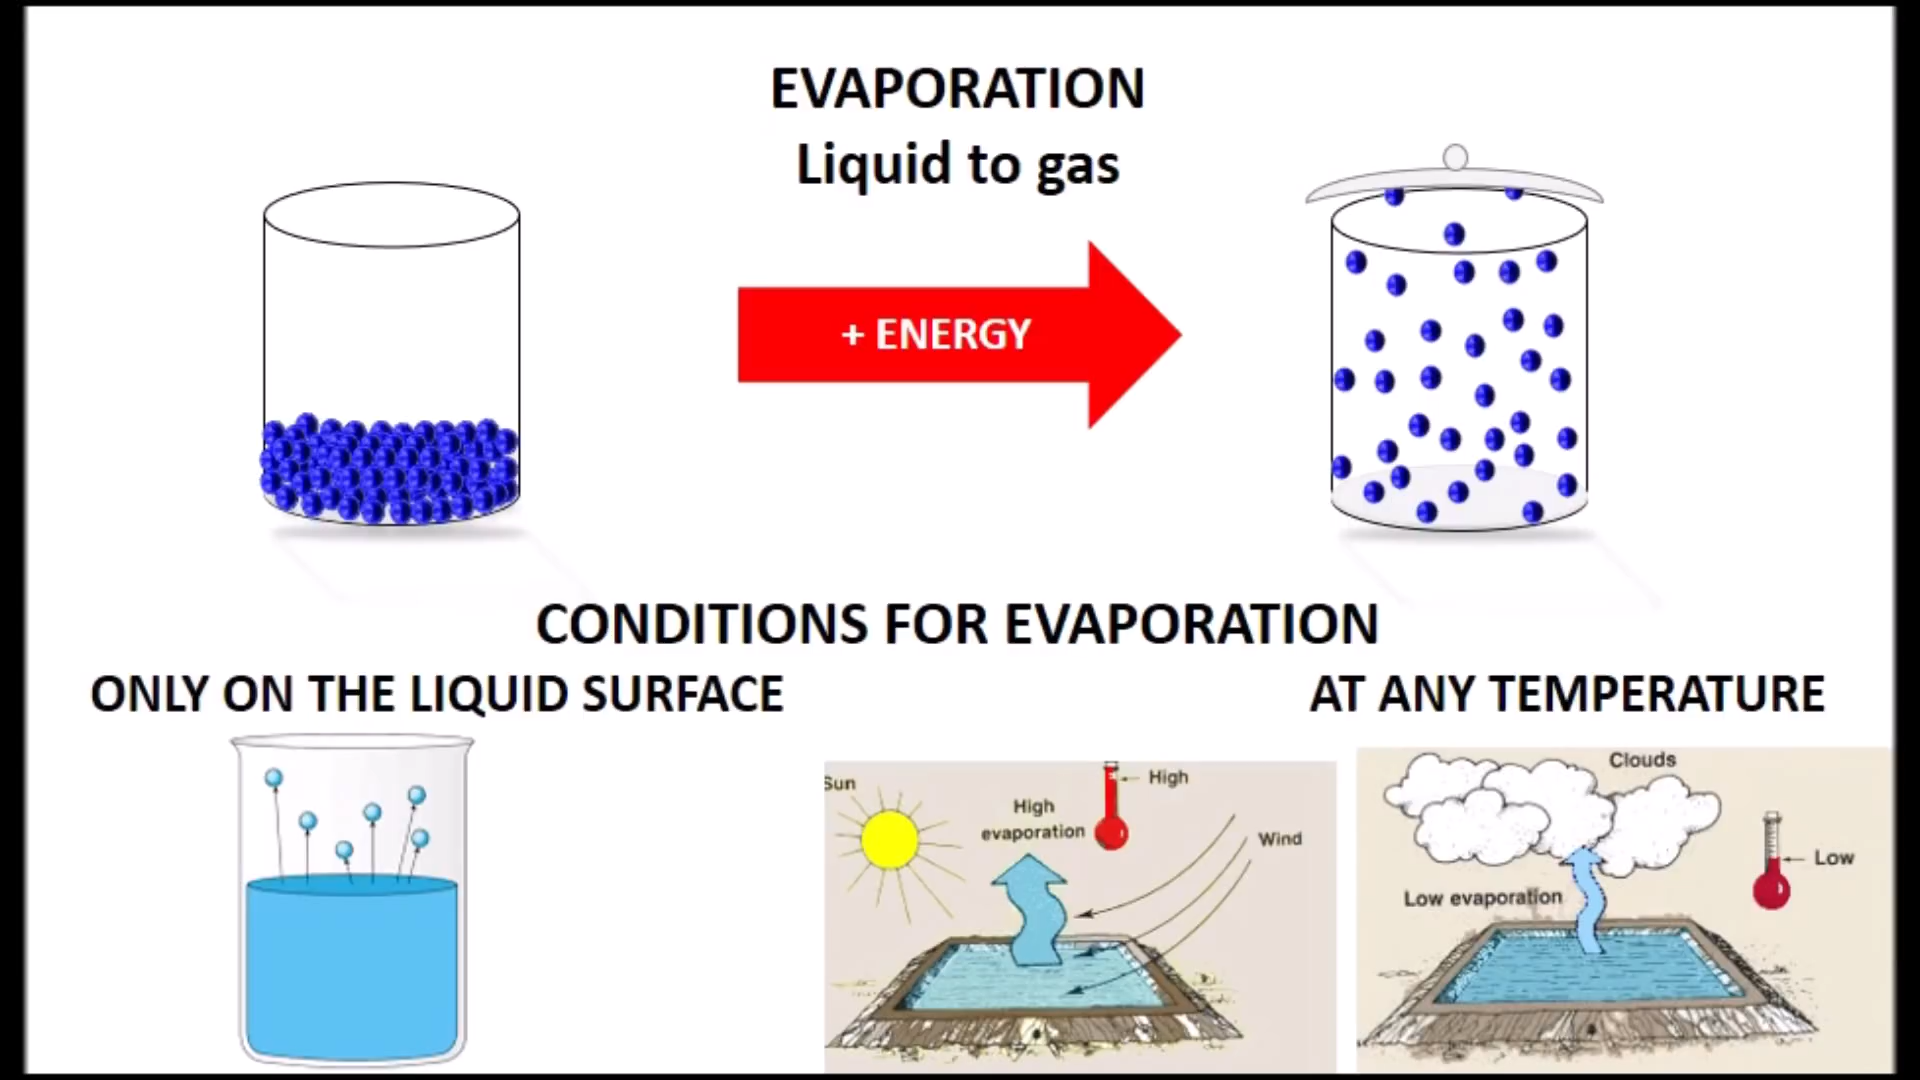 EVAPORATION
Liquid to gas
+ ENERGY
CONDITIONS FOR EVAPORATION
ONLY ON THE LIQUID SURFACE
AT ANY TEMPERATURE
Sun
High
evaporation
High
Wind
Clouds
Low evaporation
Low